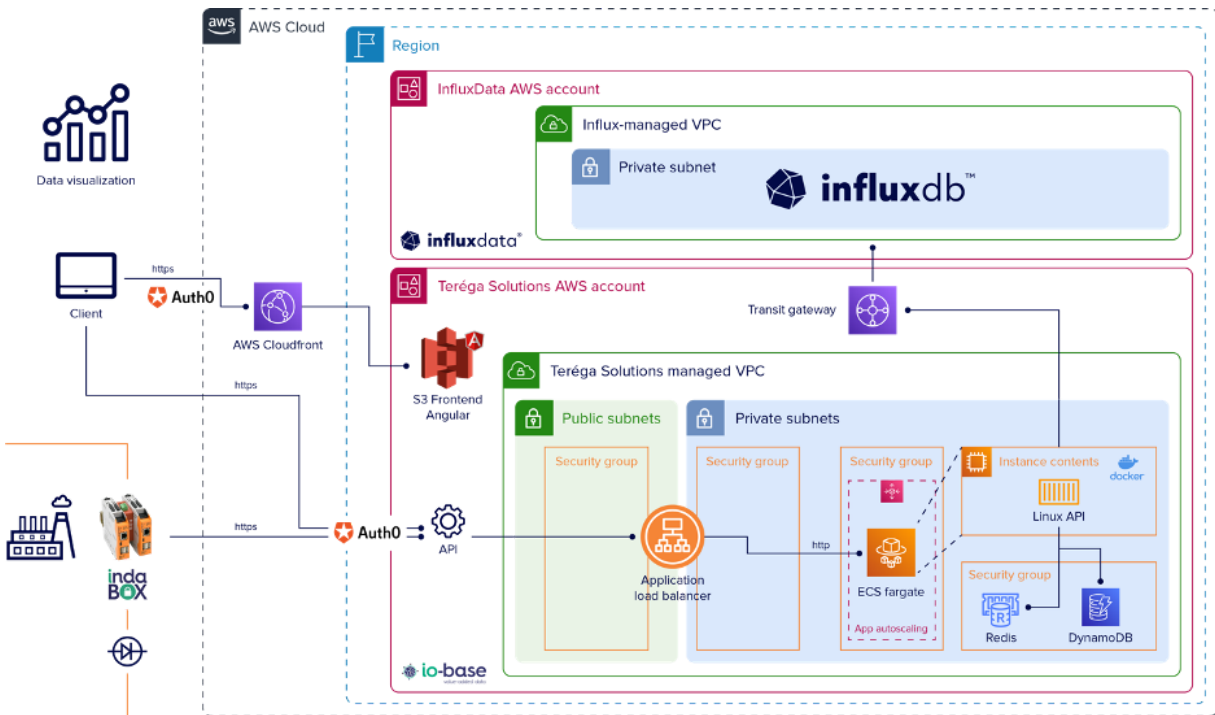 aws
AWS Cloud
Region
InfluxData AWS account
Influx-managed VPC
Private subnet
influxdb™
influxdata®
Data visualization
Client
https
Auth0
AWS Cloudfront
https
Teréga Solutions AWS account
Transit gateway
A
S3 Frontend
Angular
Teréga Solutions managed VPC
Public subnets
Private subnets
Security group
Security group
Security group
Instance contents
docker
Linux API
https
Auth0
API
Application
load balancer
http
ECS fargate
App autoscaling
Security group
R
Redis
DynamoDB
inda
BOX
io-base